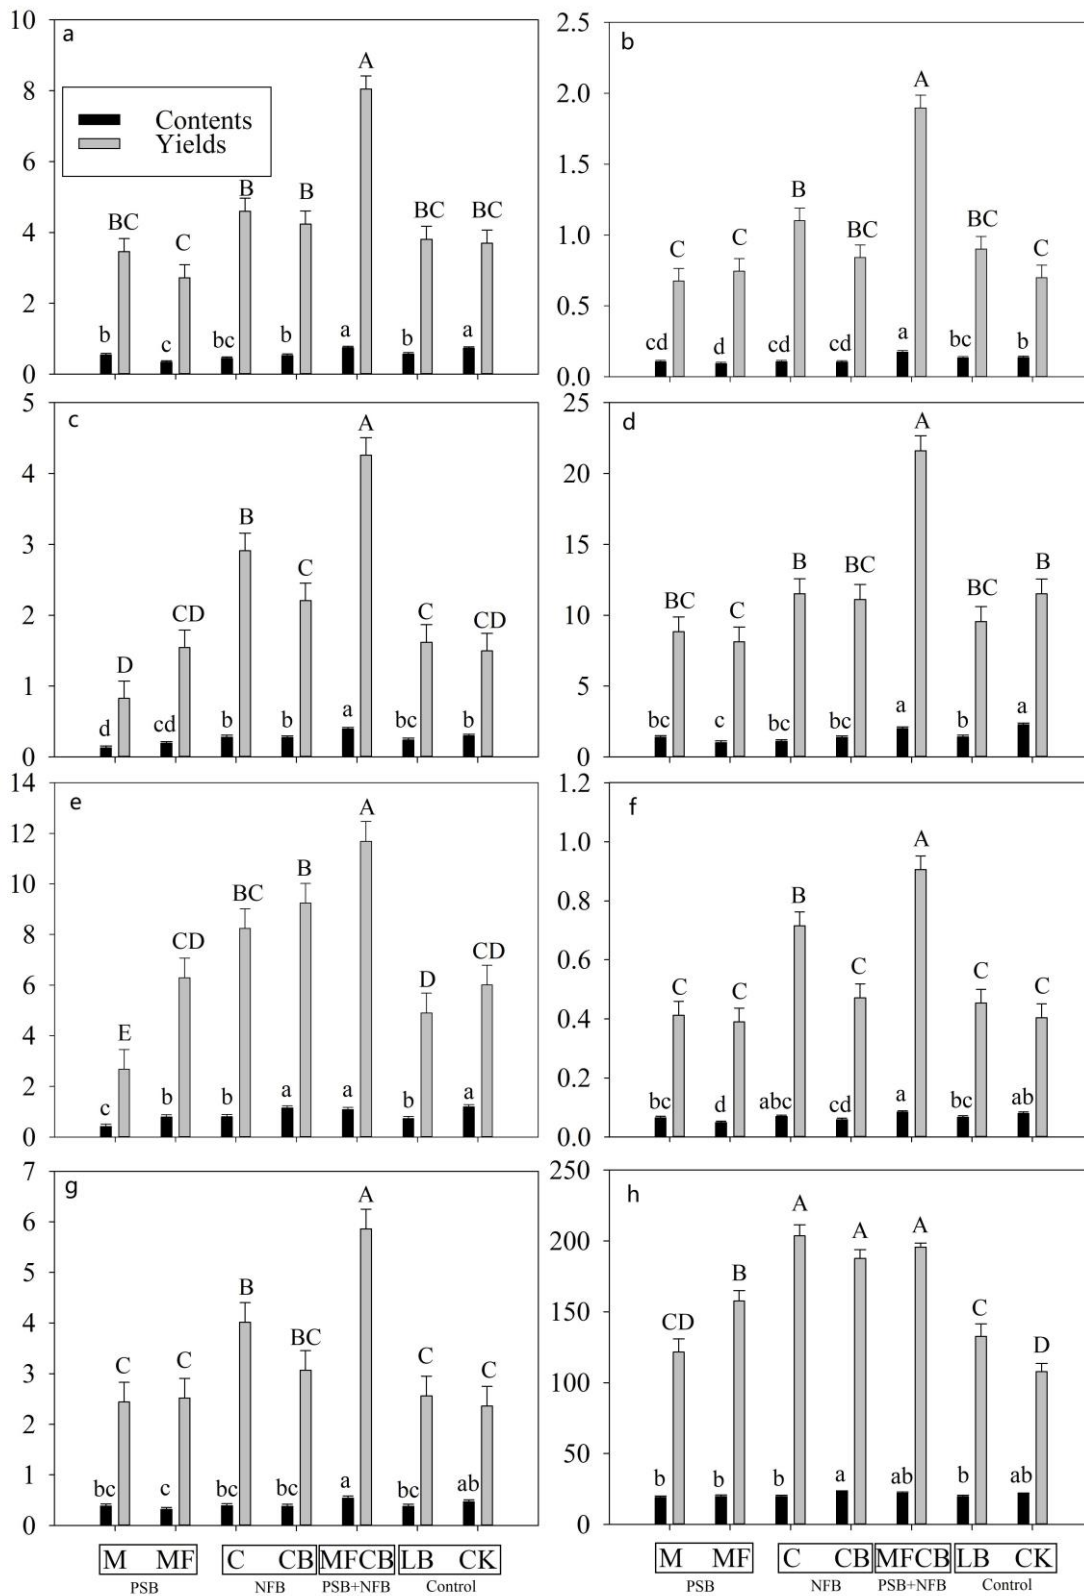 a
Contents
Yields
10
8
6
4
2
0
BC C B B A BC BC
b c bc b a b a
b
2.5
2.0
1.5
1.0
0.5
0.0
C C B BC A BC C
cd d cd cd a bc b
c
5
4
3
2
1
0
D CD B C A C CD
d cd b b a bc b
d
25
20
15
10
5
0
BC C B BC A BC B
bc c bc bc a b a
e
14
12
10
8
6
4
2
0
E CD BC B A D CD
c b b a a b a
f
1.2
1.0
0.8
0.6
0.4
0.2
0.0
C C B C A C C
bc d abc cd a bc ab
g
7
6
5
4
3
2
1
0
C C B BC A C C
bc c bc bc a bc ab
h
250
200
150
100
50
0
CD B A A A C D
b b b a ab b ab
M MF C CB MFCB LB CK
PSB NFB PSB+NFB Control
M MF C CB MFCB LB CK
PSB NFB PSB+NFB Control